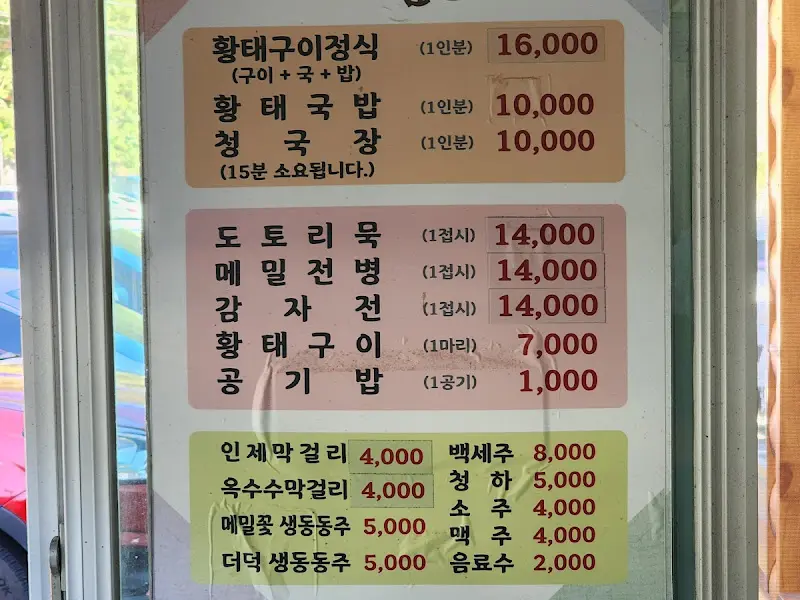 황태구이정식 (1인분) 16,000
(구이 + 국 + 밥)
황태국밥 (1인분) 10,000
청국장 (1인분) 10,000
(15분 소요됩니다.)
도토리묵 (1접시) 14,000
메밀전병 (1접시) 14,000
감자전 (1접시) 14,000
황태구이 (1마리) 7,000
공기밥 (1공기) 1,000
인제막걸리 4,000
옥수수막걸리 4,000
메밀꽃 생동동주 5,000
더덕 생동동주 5,000
백세주 8,000
청하 5,000
소주 4,000
맥주 4,000
음료수 2,000